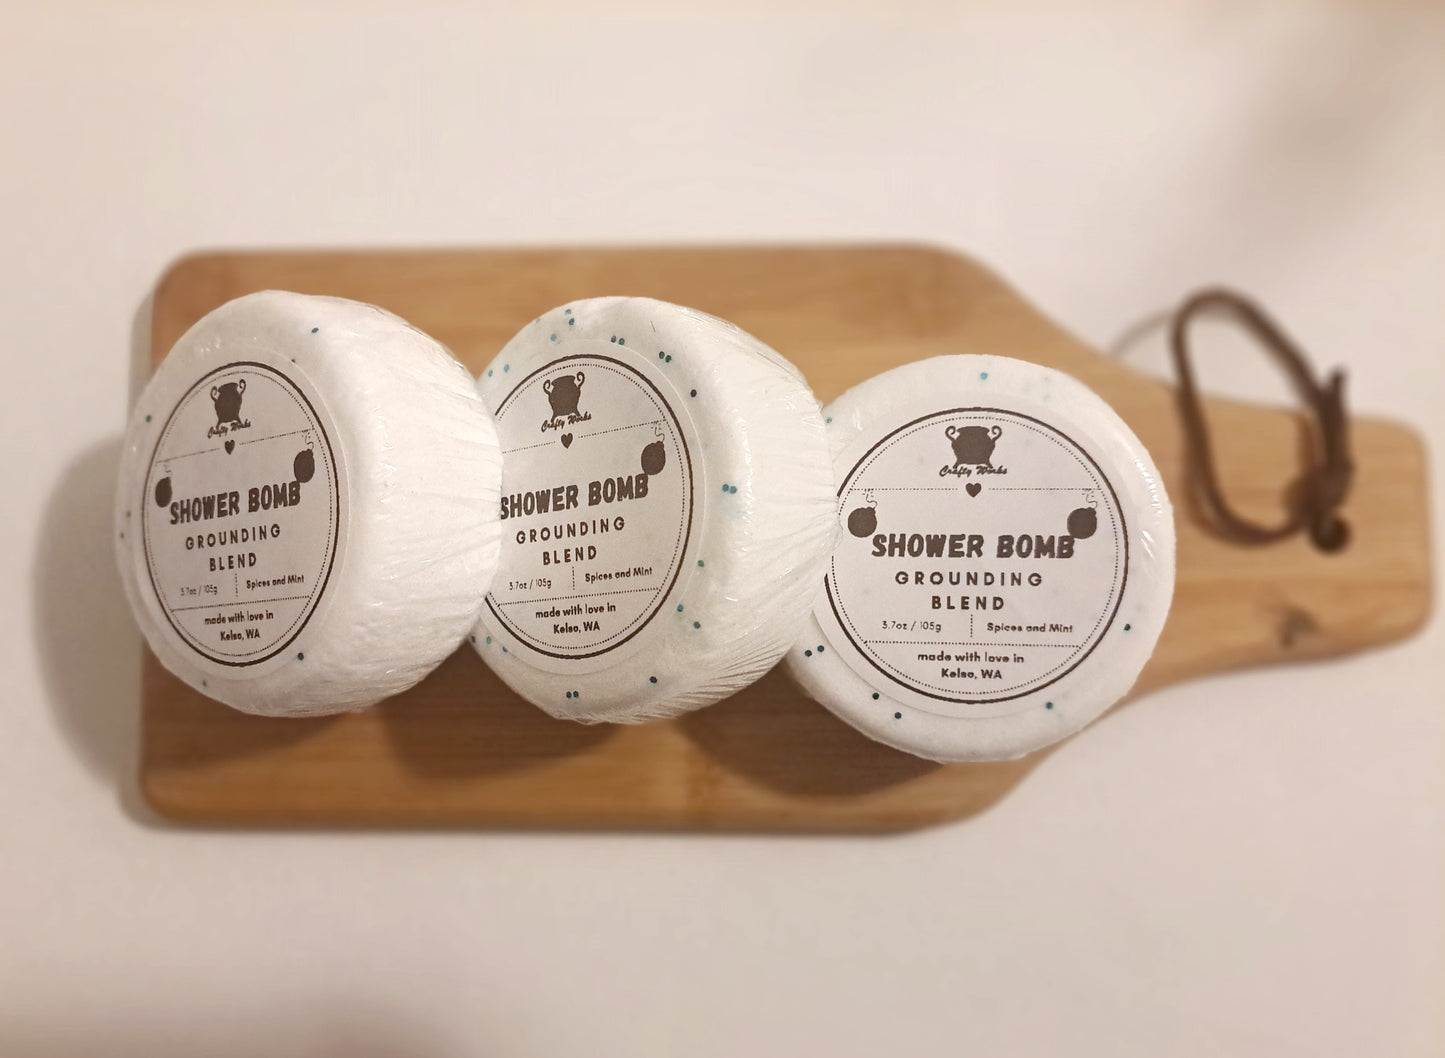 Crafty Works
SHOWER BOMB
GROUNDING
BLEND
3.7oz / 105g
Spices and Mint
made with love in
Kelso, WA
Crafty Works
SHOWER BOMB
GROUNDING
BLEND
3.7oz / 105g
Spices and Mint
made with love in
Kelso, WA
Crafty Works
SHOWER BOMB
GROUNDING
BLEND
3.7oz / 105g
Spices and Mint
made with love in
Kelso, WA